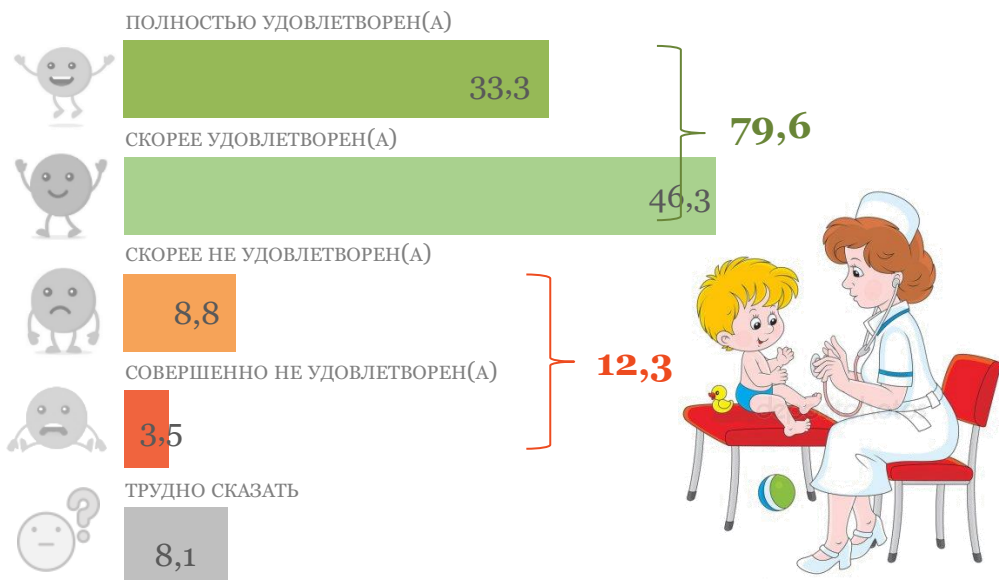 ПОЛНОСТЬЮ УДОВЛЕТВОРЕН(А)
33,3
79,6
СКОРЕЕ УДОВЛЕТВОРЕН(А)
46,3
СКОРЕЕ НЕ УДОВЛЕТВОРЕН(А)
8,8
12,3
СОВЕРШЕННО НЕ УДОВЛЕТВОРЕН(А)
3,5
ТРУДНО СКАЗАТЬ
8,1